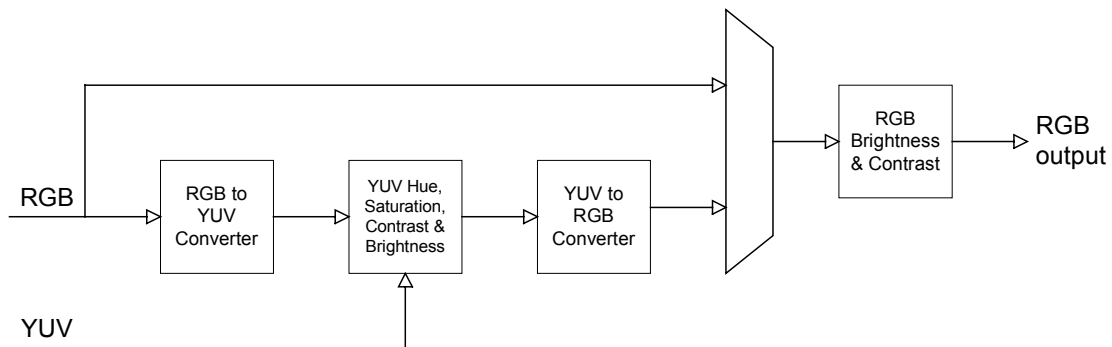 RGB
Brightness
& Contrast
RGB
output
RGB
RGB to
YUV
Converter
YUV Hue,
Saturation,
Contrast &
Brightness
YUV to
RGB
Converter
YUV